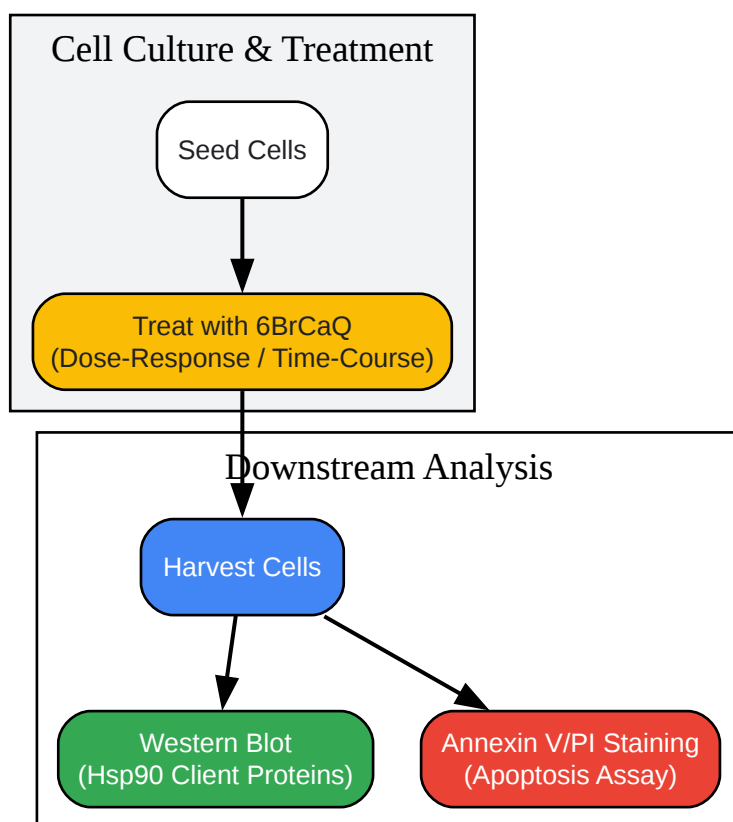 Cell Culture & Treatment
Seed Cells
Treat with 6BrCaQ
(Dose-Response / Time-Course)
Downstream Analysis
Harvest Cells
Western Blot
(Hsp90 Client Proteins)
Annexin V/PI Staining
(Apoptosis Assay)